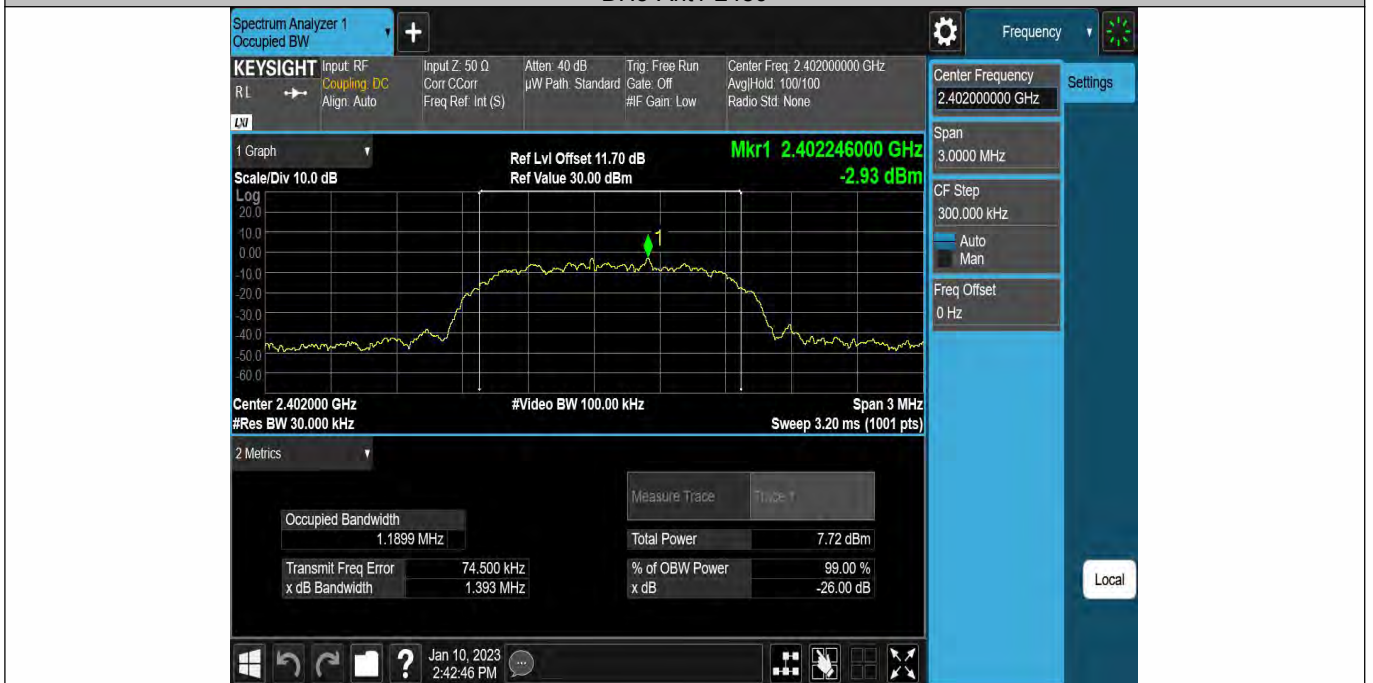 Spectrum Analyzer 1
Occupied BW
Frequency
KEYSIGHT
RL
LXI
Input: RF
Coupling: DC
Align: Auto
Input Z: 50 Ω
Corr CCorr
Freq Ref: Int (S)
Atten: 40 dB
µW Path: Standard
Trig: Free Run
Gate: Off
#IF Gain: Low
Center Freq: 2.402000000 GHz
Avg|Hold: 100/100
Radio Std: None
Center Frequency
2.402000000 GHz
Settings
Span
3.0000 MHz
CF Step
300.000 kHz
Auto
Man
Freq Offset
0 Hz
Local
1 Graph
Scale/Div 10.0 dB
Ref Lvl Offset 11.70 dB
Ref Value 30.00 dBm
Mkr1 2.402246000 GHz
-2.93 dBm
Log
20.0
10.0
0.00
-10.0
-20.0
-30.0
-40.0
-50.0
-60.0
1
Center 2.402000 GHz
#Video BW 100.00 kHz
Span 3 MHz
#Res BW 30.000 kHz
Sweep 3.20 ms (1001 pts)
2 Metrics
Measure Trace Trace 1
Occupied Bandwidth
1.1899 MHz
Total Power 7.72 dBm
Transmit Freq Error 74.500 kHz
% of OBW Power 99.00 %
x dB Bandwidth 1.393 MHz
x dB -26.00 dB
Jan 10, 2023
2:42:46 PM